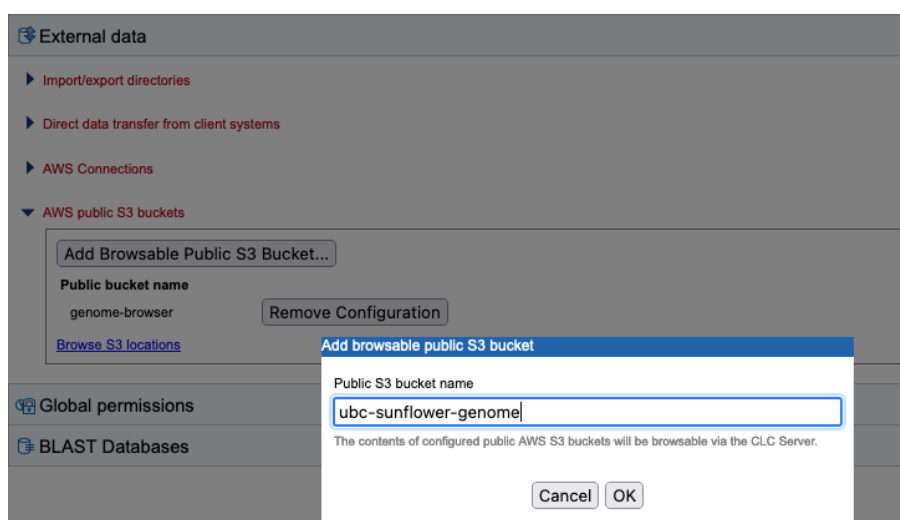 External data
Import/export directories
Direct data transfer from client systems
AWS Connections
AWS public S3 buckets
Add Browsable Public S3 Bucket...
Public bucket name
genome-browser
Remove Configuration
Browse S3 locations
Add browsable public S3 bucket
Public S3 bucket name
ubc-sunflower-genome
The contents of configured public AWS S3 buckets will be browsable via the CLC Server.
Cancel OK
Global permissions
BLAST Databases